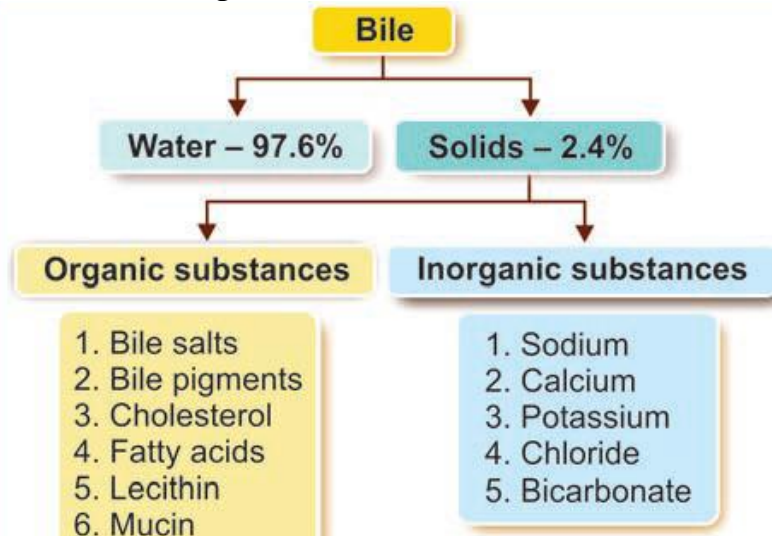 Bile
Water – 97.6%
Solids – 2.4%
Organic substances
Inorganic substances
1. Bile salts
2. Bile pigments
3. Cholesterol
4. Fatty acids
5. Lecithin
6. Mucin
1. Sodium
2. Calcium
3. Potassium
4. Chloride
5. Bicarbonate